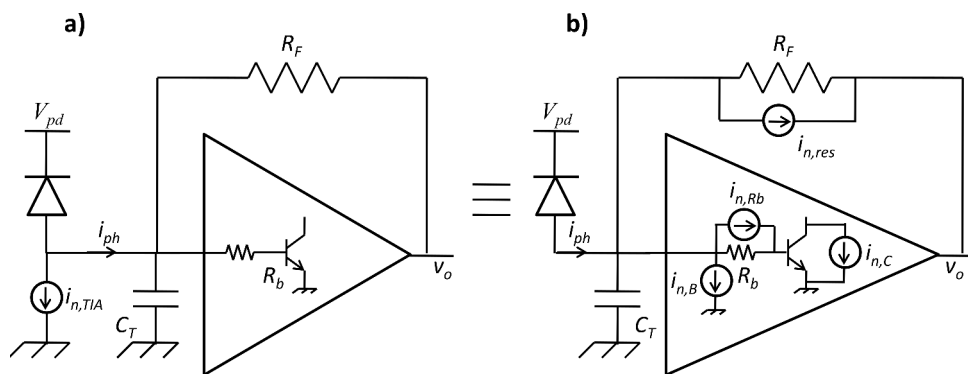 a)
R_F
V_pd
i_ph
R_b
i_n,TIA
C_T
v_o
b)
R_F
i_n,res
V_pd
i_n,Rb
i_ph
R_b
i_n,B
i_n,C
C_T
v_o